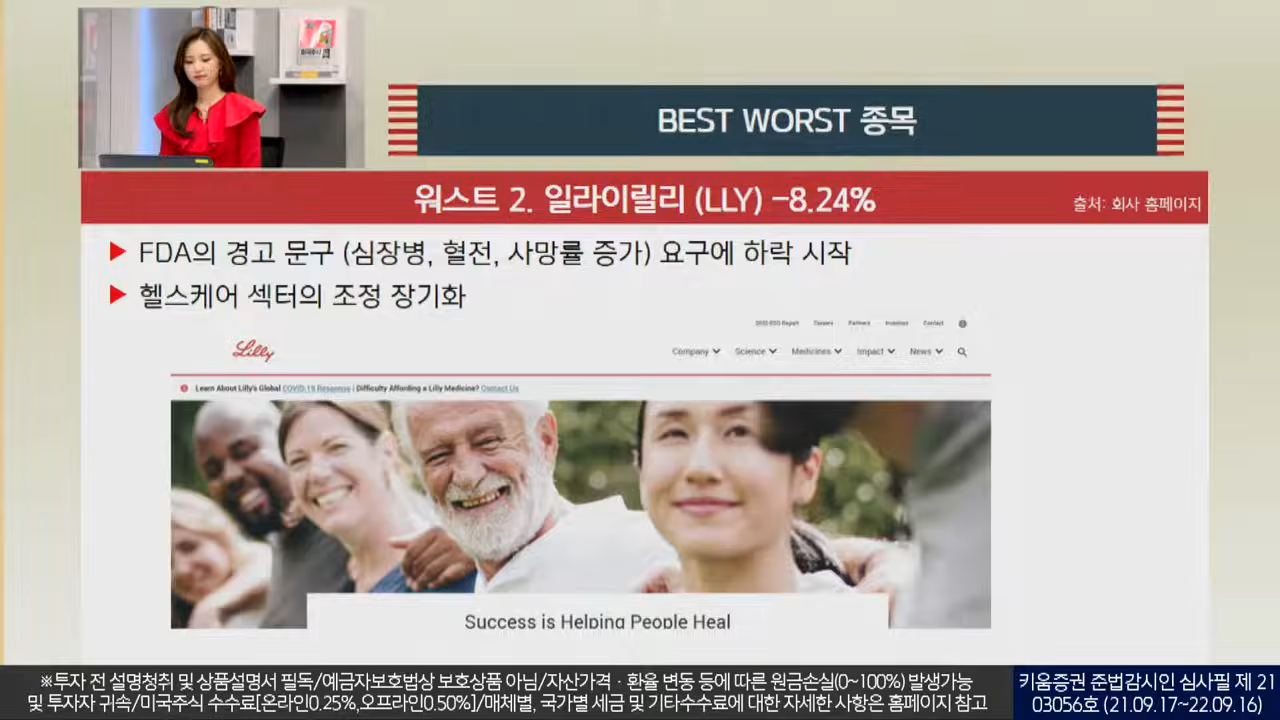 BEST WORST 종목
워스트 2. 일라이릴리 (LLY) -8.24%
출처: 회사 홈페이지
FDA의 경고 문구 (심장병, 혈전, 사망률 증가) 요구에 하락 시작
헬스케어 섹터의 조정 장기화
Careers Partners Investors Contact
Lilly
Company Science Medicines Impact News
Learn About Lilly's Global COVID-19 Response | Difficulty Affording a Lilly Medicine? Contact Us
Success is Helping People Heal
※투자 전 설명청취 및 상품설명서 필독/예금자보호법상 보호상품 아님/자산가격 · 환율 변동 등에 따른 원금손실(0~100%) 발생가능
및 투자자 귀속/미국주식 수수료[온라인0.25%,오프라인0.50%]/매체별, 국가별 세금 및 기타수수료에 대한 자세한 사항은 홈페이지 참고
키움증권 준법감시인 심사필 제 21
03056호 (21.09.17~22.09.16)